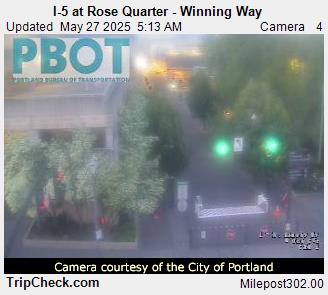 I-5 at Rose Quarter - Winning Way
Updated May 27 2025 5:13 AM Camera 4
PBOT
PORTLAND BUREAU OF TRANSPORTATION
Camera courtesy of the City of Portland
TripCheck.com Milepost302.00